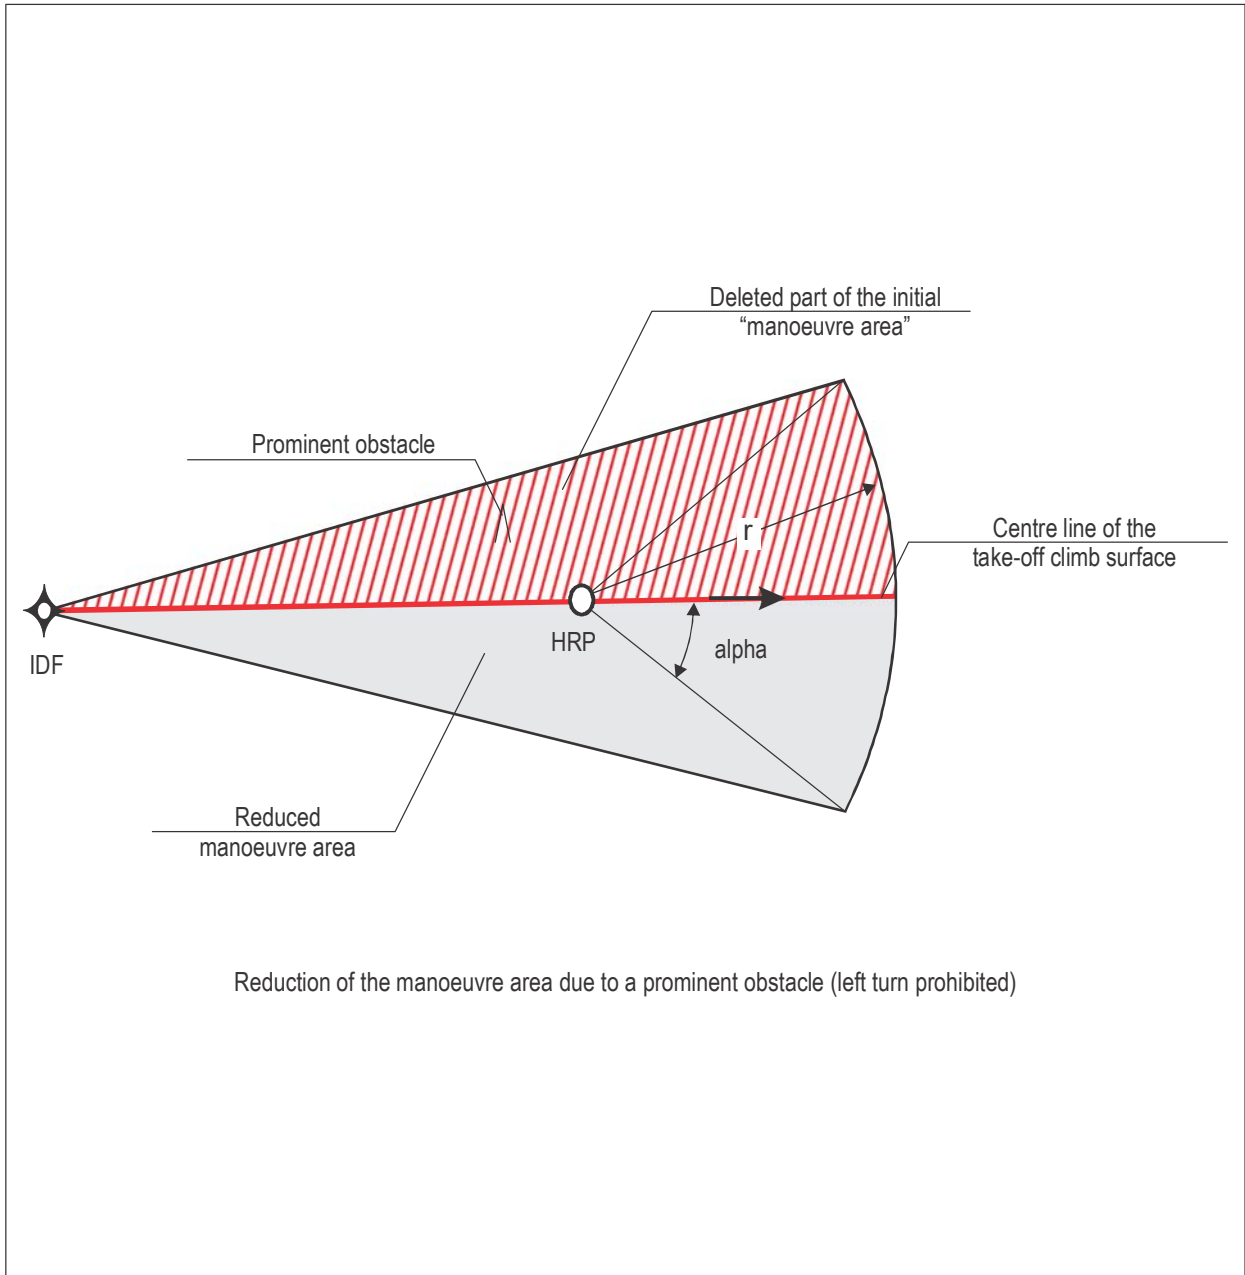 Deleted part of the initial
“manoeuvre area”
Prominent obstacle
Centre line of the
take-off climb surface
r
HRP
alpha
IDF
Reduced
manoeuvre area
Reduction of the manoeuvre area due to a prominent obstacle (left turn prohibited)